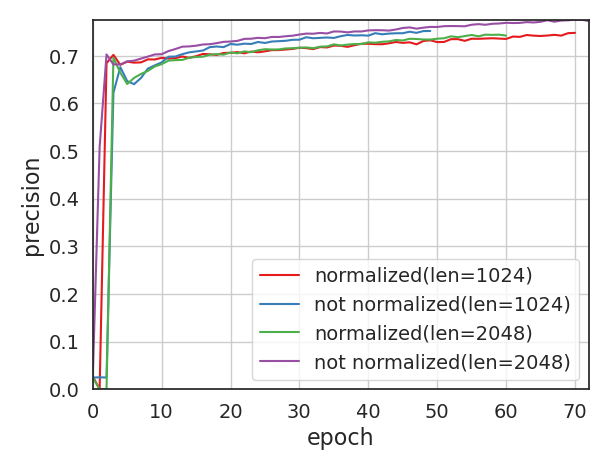 precision
0.7
0.6
0.5
0.4
0.3
0.2
0.1
0.0
normalized(len=1024)
not normalized(len=1024)
normalized(len=2048)
not normalized(len=2048)
0 10 20 30 40 50 60 70
epoch